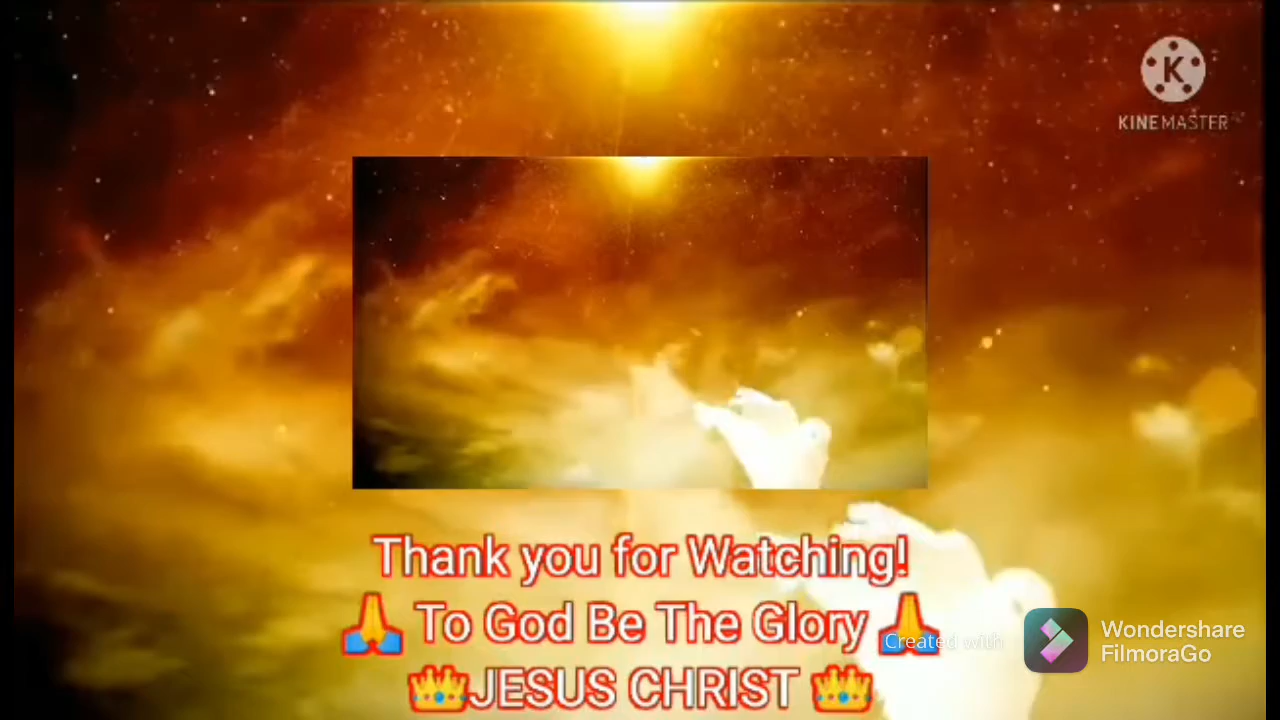 K
KINEMASTER
Thank you for Watching!
🙏 To God Be The Glory 🙏
👑JESUS CHRIST 👑
Created with
Wondershare
FilmoraGo